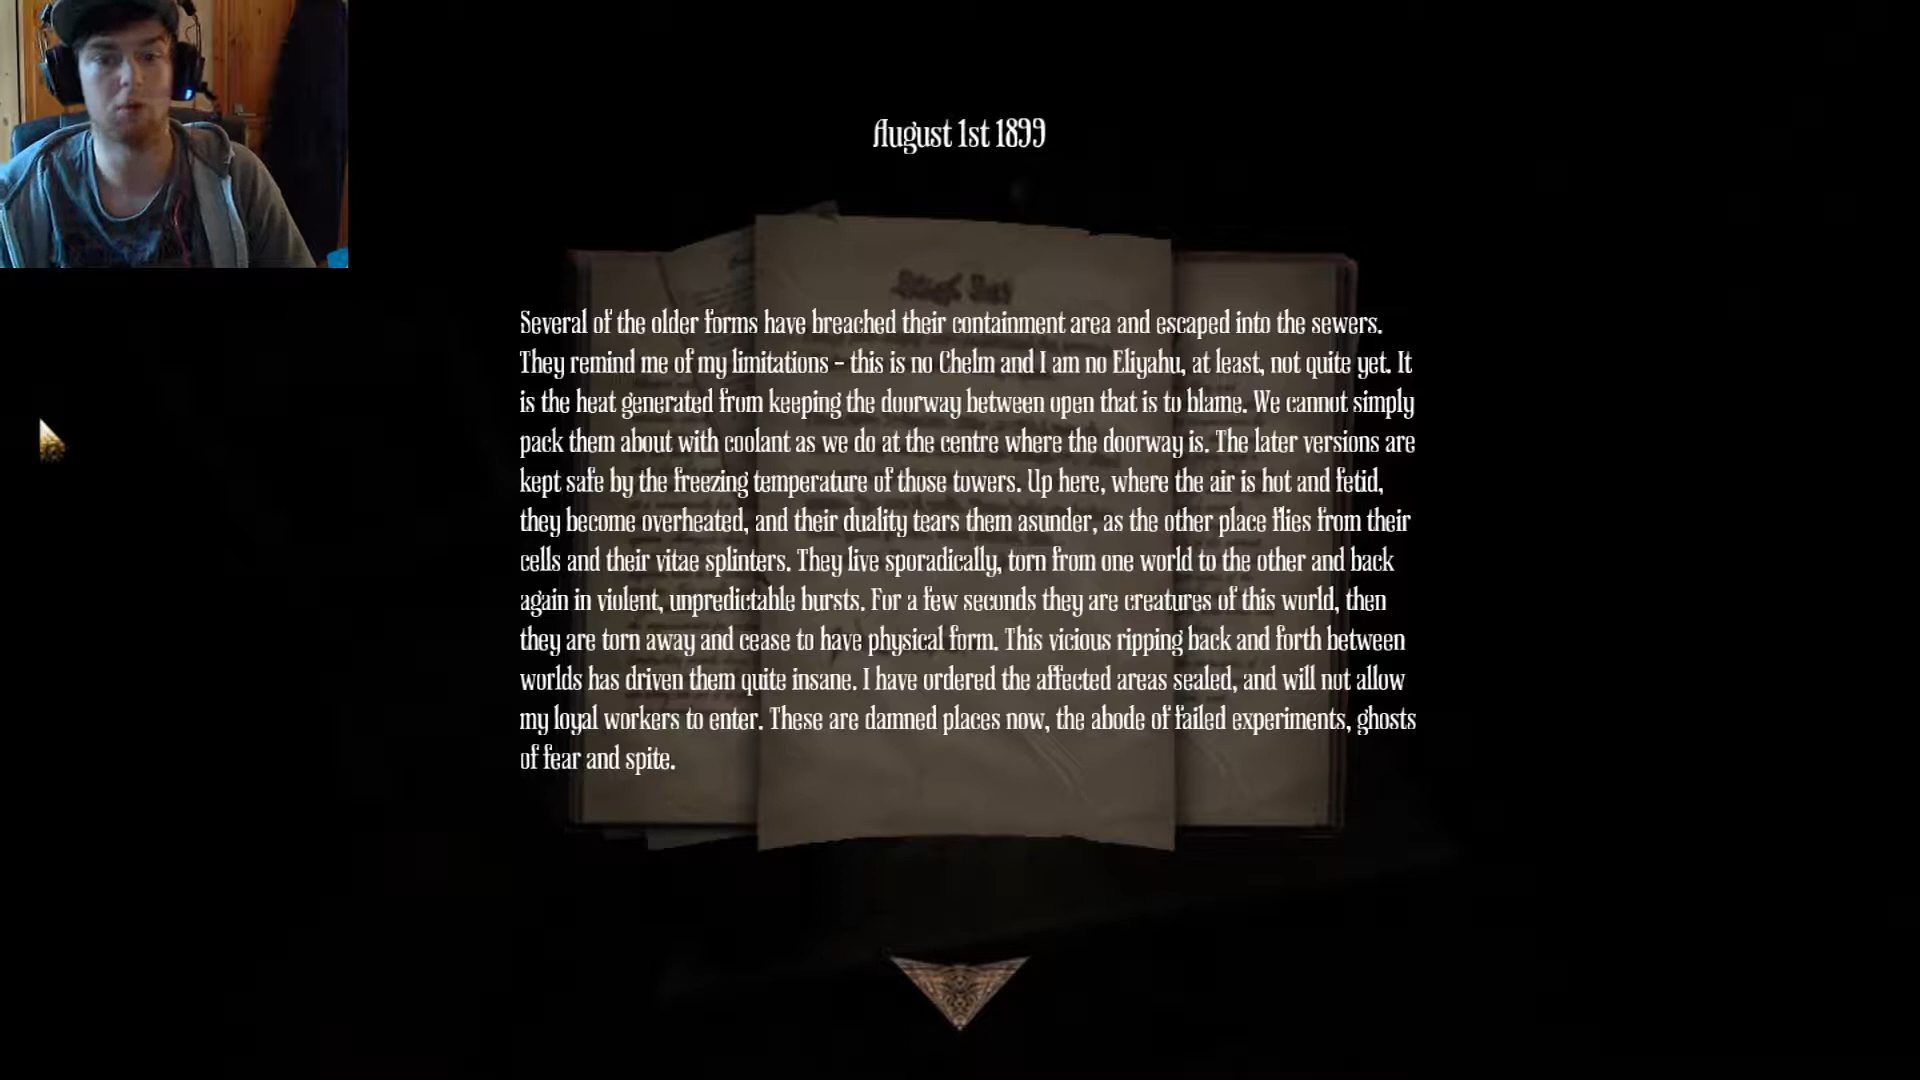 August 1st 1899
Several of the older forms have breached their containment area and escaped into the sewers.
They remind me of my limitations - this is no Chelm and I am no Eliyahu, at least, not quite yet. It
is the heat generated from keeping the doorway between open that is to blame. We cannot simply
pack them about with coolant as we do at the centre where the doorway is. The later versions are
kept safe by the freezing temperature of those towers. Up here, where the air is hot and fetid,
they become overheated, and their duality tears them asunder, as the other place flies from their
cells and their vitae splinters. They live sporadically, torn from one world to the other and back
again in violent, unpredictable bursts. For a few seconds they are creatures of this world, then
they are torn away and cease to have physical form. This vicious ripping back and forth between
worlds has driven them quite insane. I have ordered the affected areas sealed, and will not allow
my loyal workers to enter. These are damned places now, the abode of failed experiments, ghosts
of fear and spite.